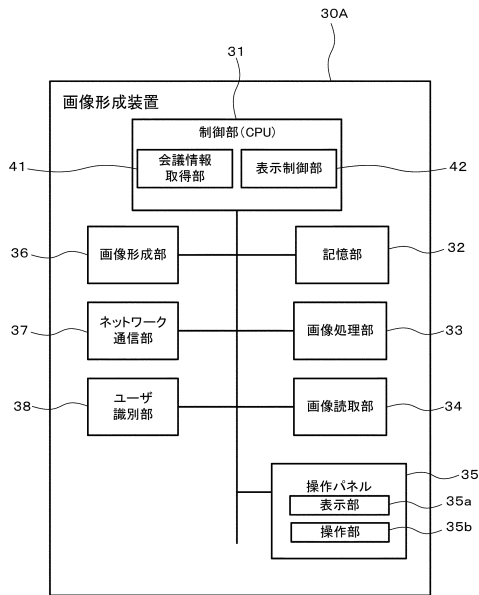 30A
画像形成装置
31
制御部(CPU)
41
会議情報
取得部
表示制御部
42
36
画像形成部
記憶部
32
37
ネットワーク
通信部
画像処理部
33
38
ユーザ
識別部
画像読取部
34
35
操作パネル
表示部
35a
操作部
35b